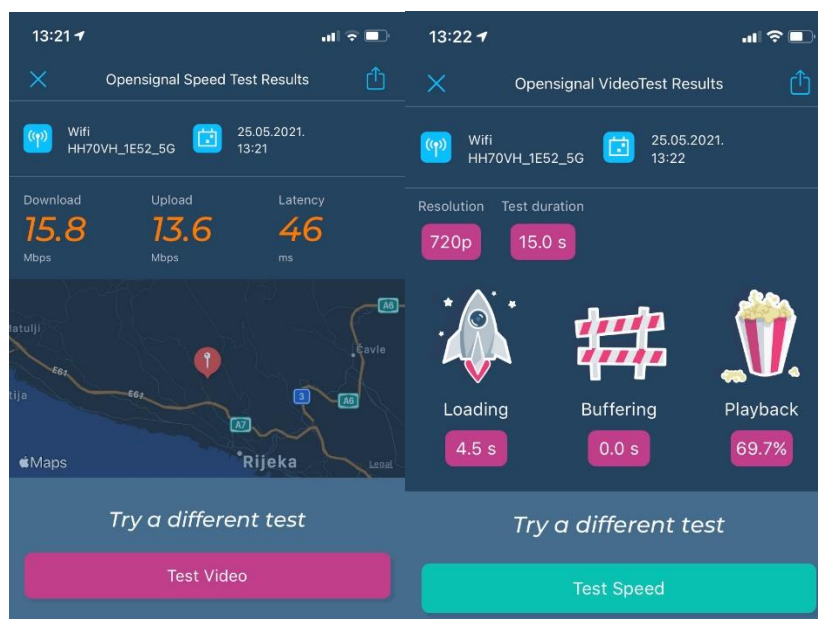 13:21
Opensignal Speed Test Results
Wifi
HH70VH_1E52_5G
25.05.2021.
13:21
Download Upload Latency
15.8 13.6 46
Mbps Mbps ms
latulji
A6
Čavle
E61
E61
tija
3
A6
A7
Rijeka
Maps
Legal
Try a different test
Test Video
13:22
Opensignal VideoTest Results
Wifi
HH70VH_1E52_5G
25.05.2021.
13:22
Resolution Test duration
720p 15.0 s
Loading Buffering Playback
4.5 s 0.0 s 69.7%
Try a different test
Test Speed